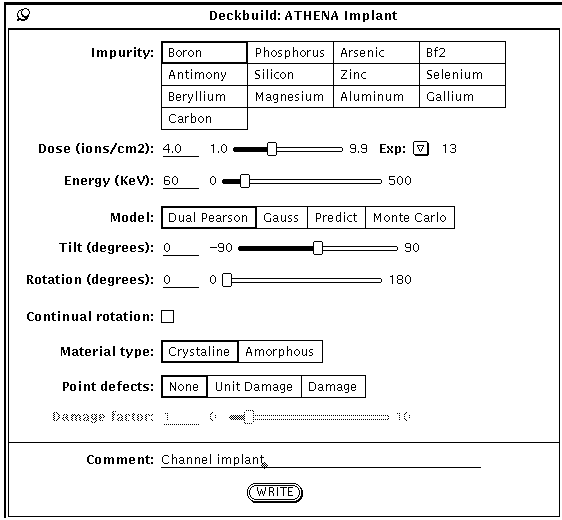 Deckbuild: ATHENA Implant
Impurity: Boron Phosphorus Arsenic Bf2
Antimony Silicon Zinc Selenium
Beryllium Magnesium Aluminum Gallium
Carbon
Dose (ions/cm2): 4.0 1.0 9.9 Exp: 13
Energy (KeV): 60 0 500
Model: Dual Pearson Gauss Predict Monte Carlo
Tilt (degrees): 0 -90 90
Rotation (degrees): 0 0 180
Continual rotation:
Material type: Crystaline Amorphous
Point defects: None Unit Damage Damage
Damage factor: 1 0 10
Comment: Channel implant
WRITE